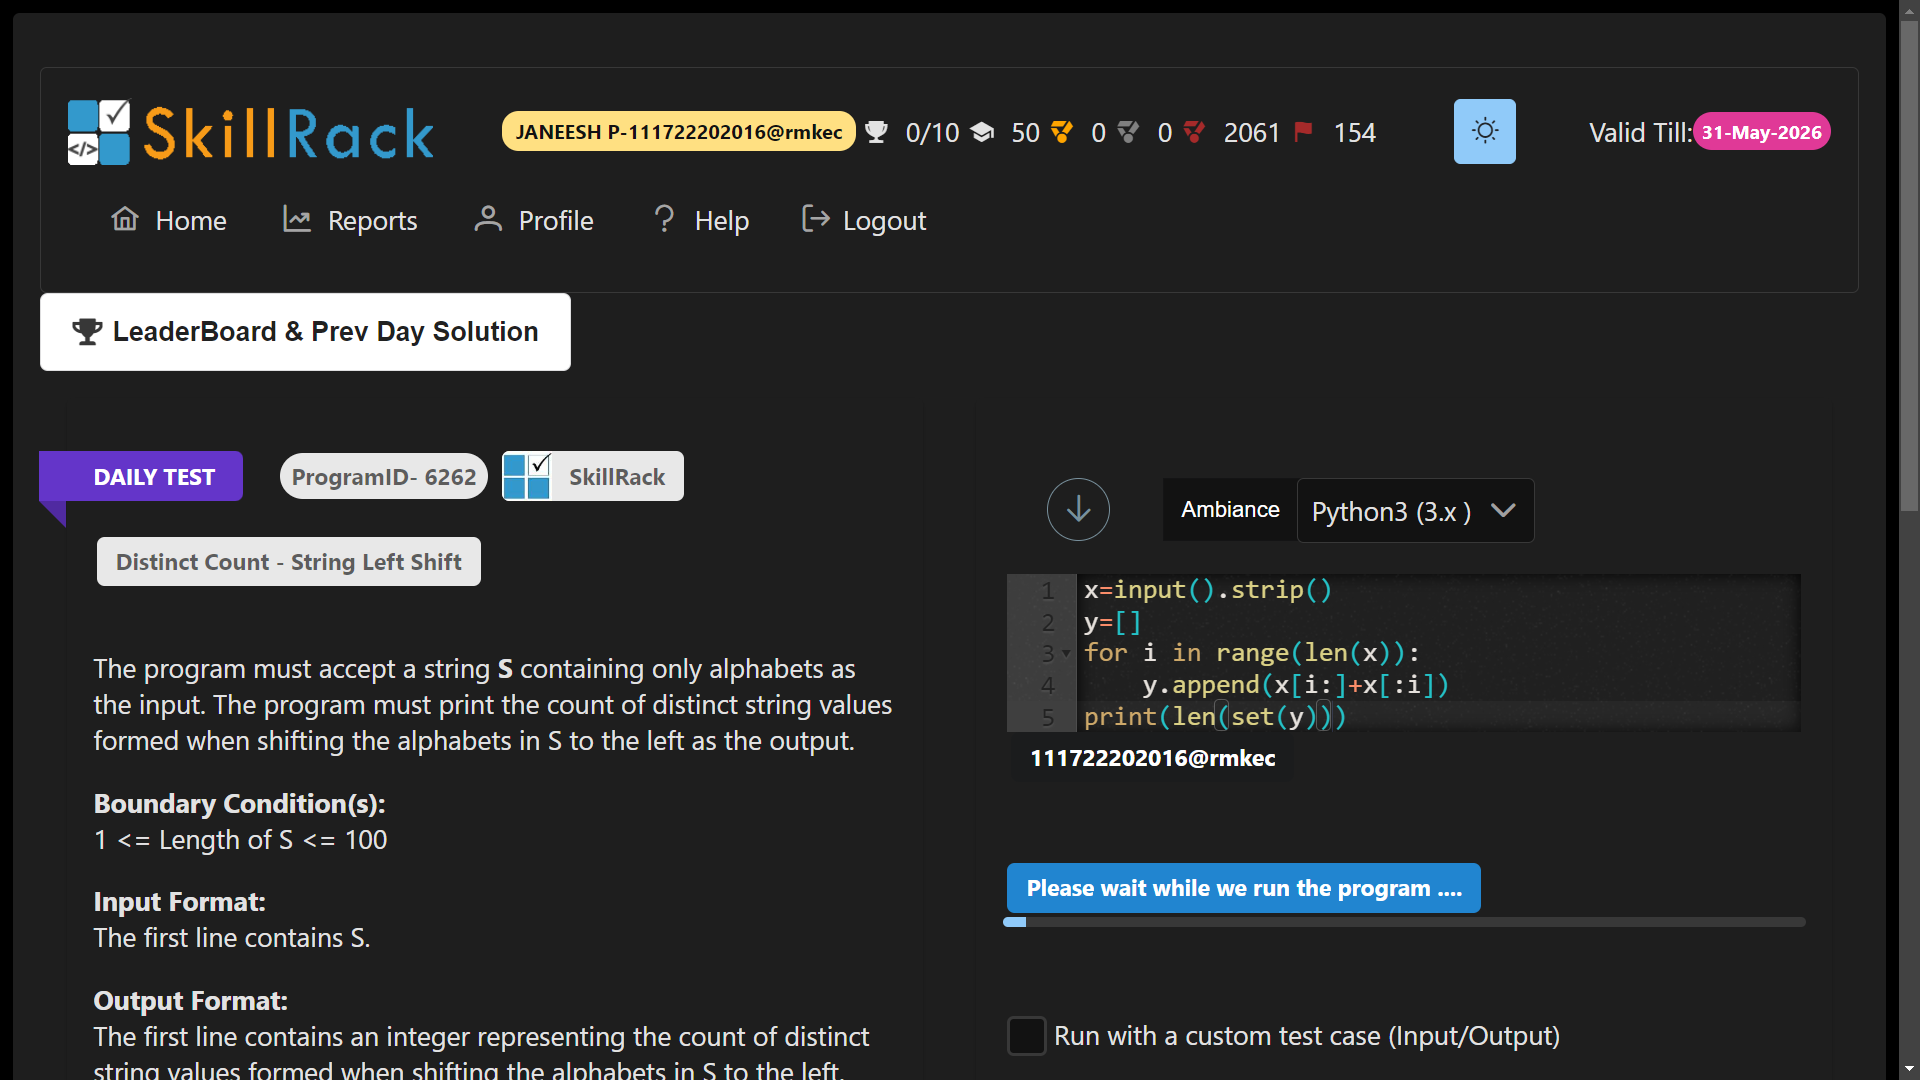 SkillRack JANEESH P-111722202016@rmkec 0/10 50 0 0 2061 154 Valid Till: 31-May-2026
Home Reports Profile Help Logout
LeaderBoard & Prev Day Solution
DAILY TEST ProgramID- 6262 SkillRack
Distinct Count - String Left Shift
The program must accept a string S containing only alphabets as
the input. The program must print the count of distinct string values
formed when shifting the alphabets in S to the left as the output.
Boundary Condition(s):
1 <= Length of S <= 100
Input Format:
The first line contains S.
Output Format:
The first line contains an integer representing the count of distinct
string values formed when shifting the alphabets in S to the left.
Ambiance Python3 (3.x )
1 x=input().strip()
2 y=[]
3 for i in range(len(x)):
4     y.append(x[i:]+x[:i])
5 print(len(set(y)))
111722202016@rmkec
Please wait while we run the program ....
Run with a custom test case (Input/Output)